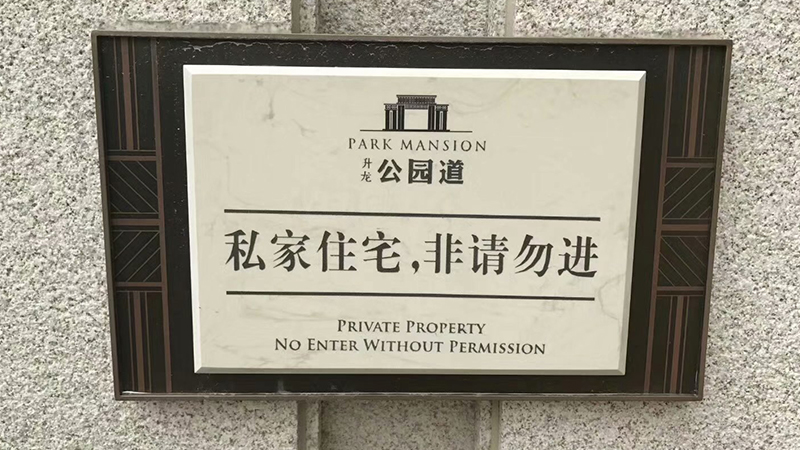 PARK MANSION
升龙 公园道
私家住宅,非请勿进
PRIVATE PROPERTY
NO ENTER WITHOUT PERMISSION